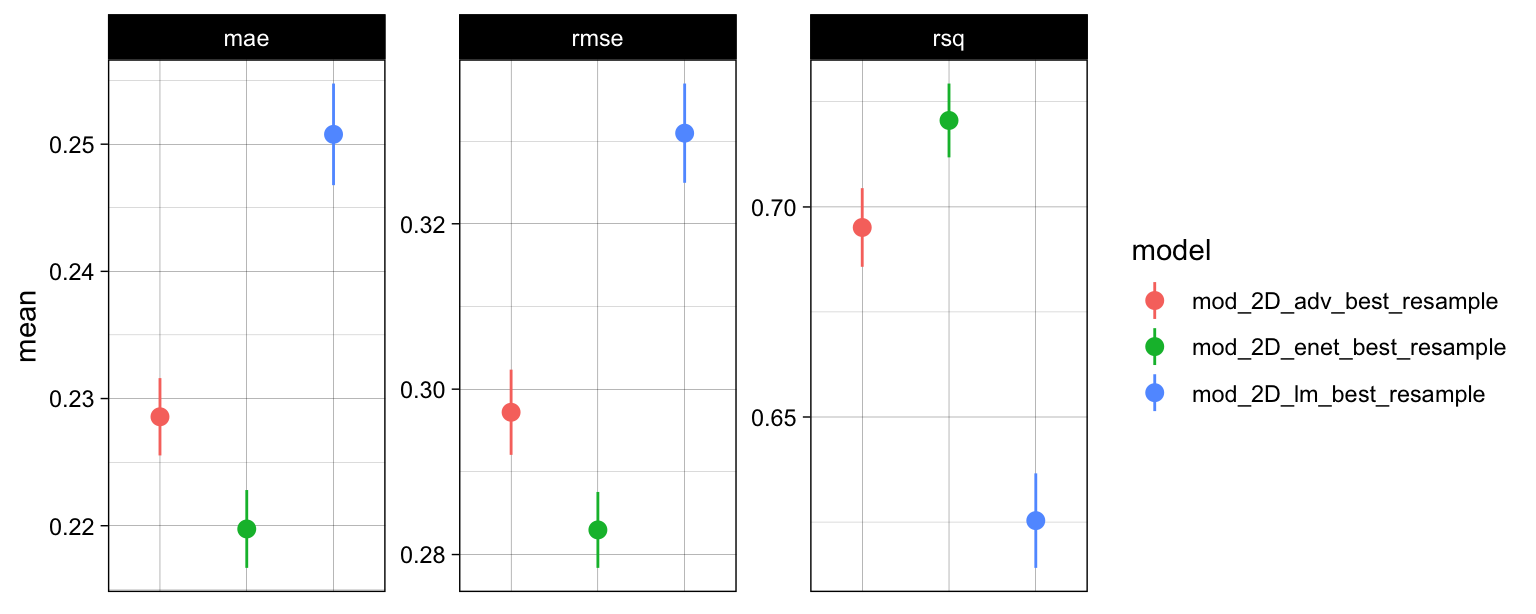 mae
rmse
rsq
mean
0.25
0.24
0.23
0.22
0.32
0.30
0.28
0.70
0.65
model
mod_2D_adv_best_resample
mod_2D_enet_best_resample
mod_2D_lm_best_resample